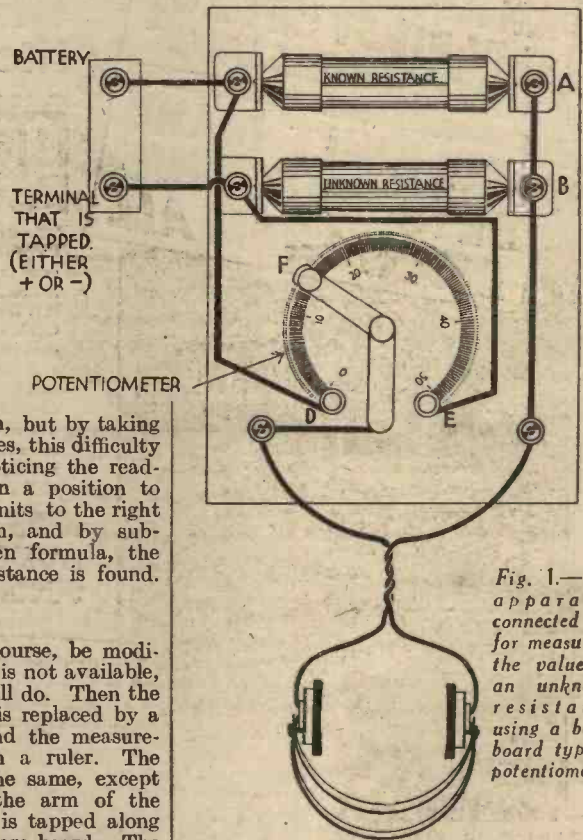 BATTERY
KNOWN RESISTANCE.
A
TERMINAL
THAT IS
TAPPED.
(EITHER
+ OR -)
UNKNOWN RESISTANCE
B
F
0
10
20
30
40
50
POTENTIOMETER
D
E
, but by taking
es, this difficulty
ticing the read-
n a position to
nits to the right
, and by sub-
en formula, the
stance is found.
ourse, be modi-
is not available,
ll do. Then the
is replaced by a
nd the measure-
n a ruler. The
he same, except
the arm of the
is tapped along
Fig. 1.—
appara
connected
for measu
the value
an unkn
resista
using a b
board typ
potentiome